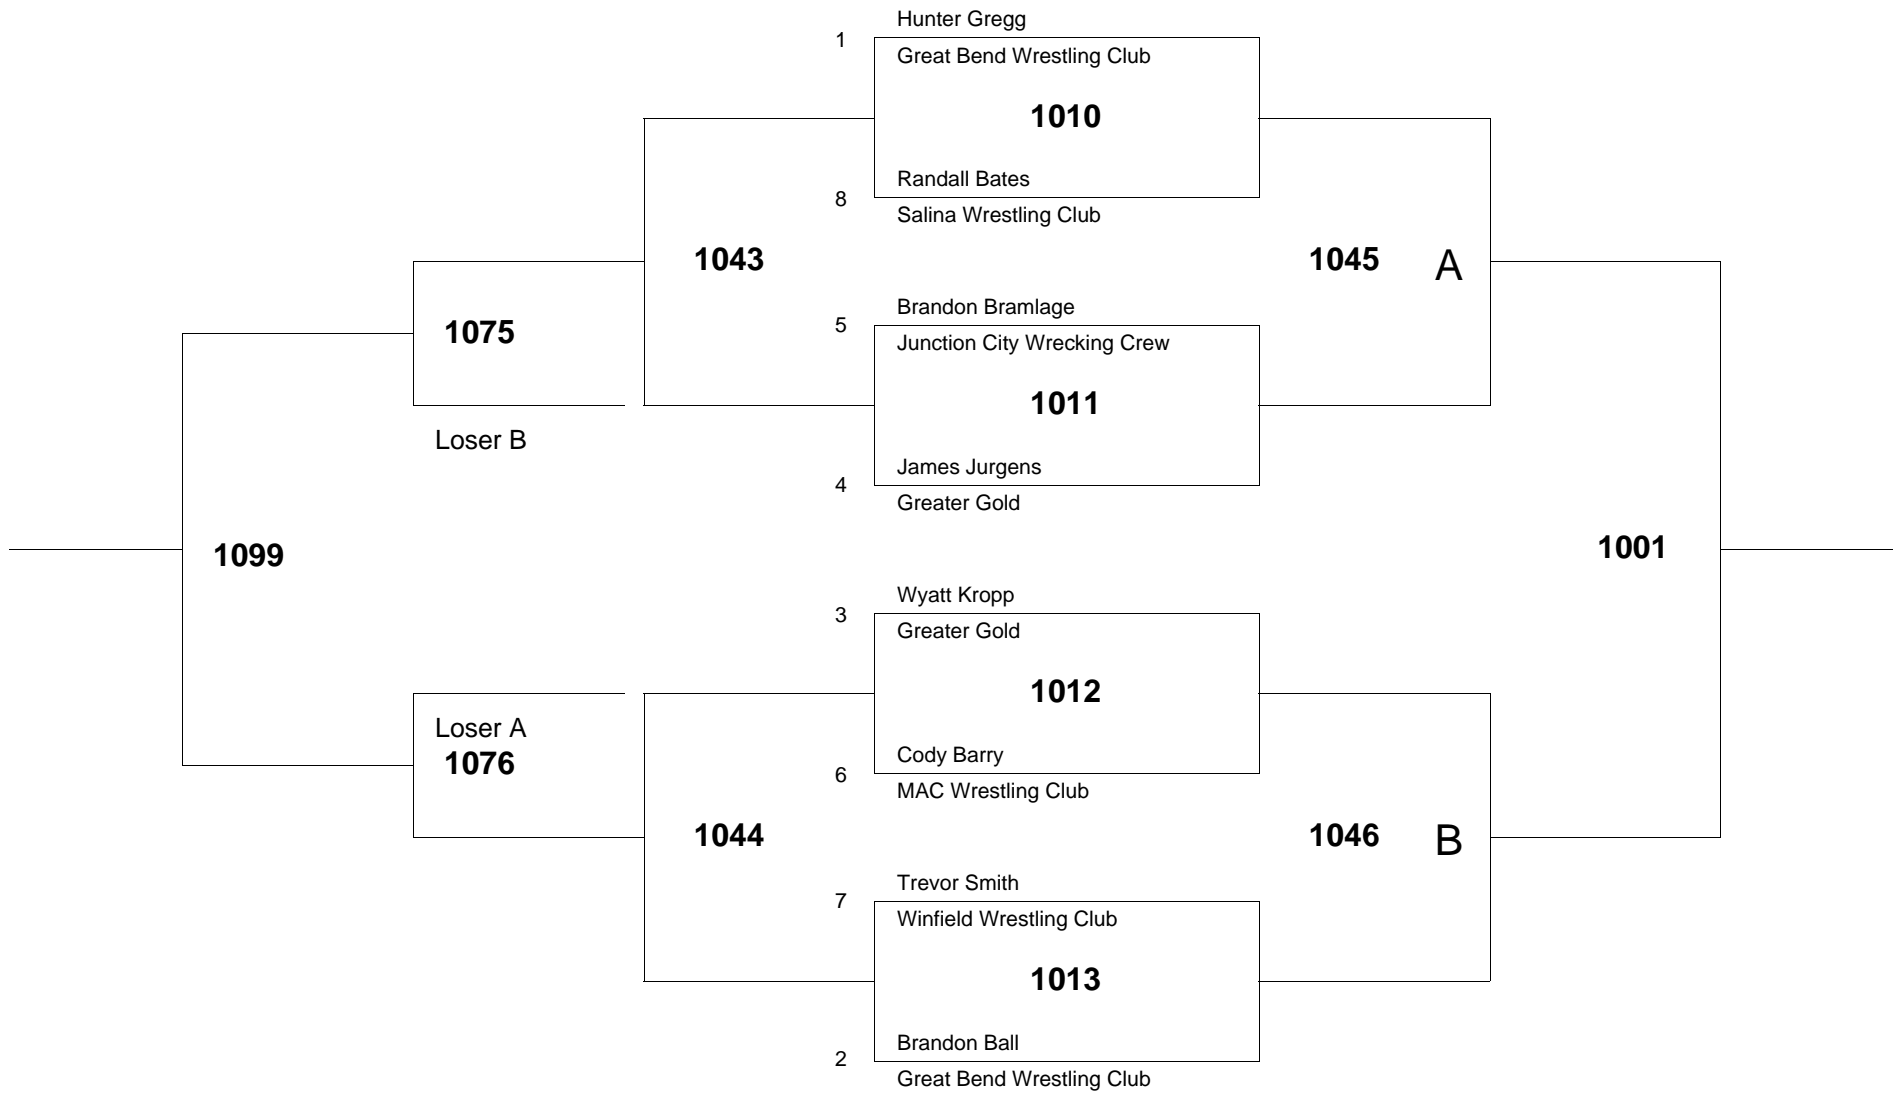 Hunter Gregg
1
Great Bend Wrestling Club
1010
Randall Bates
8
Salina Wrestling Club
1043
1045
A
Brandon Bramlage
5
Junction City Wrecking Crew
1075
1011
Loser B
James Jurgens
4
Greater Gold
1099
1001
Wyatt Kropp
3
Greater Gold
1012
Loser A
1076
Cody Barry
6
MAC Wrestling Club
1044
1046
B
Trevor Smith
7
Winfield Wrestling Club
1013
Brandon Ball
2
Great Bend Wrestling Club